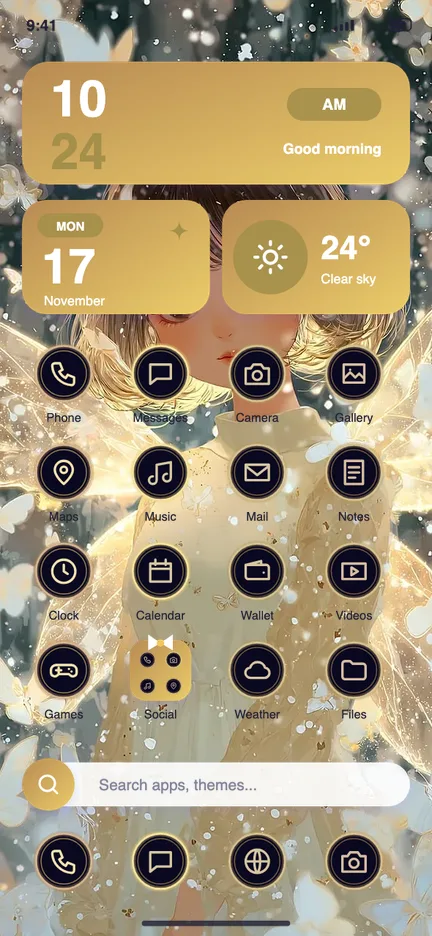 9:41
10
24
AM
Good morning
MON
17
November
24°
Clear sky
Phone
Messages
Camera
Gallery
Maps
Music
Mail
Notes
Clock
Calendar
Wallet
Videos
Games
Social
Weather
Files
Search apps, themes...